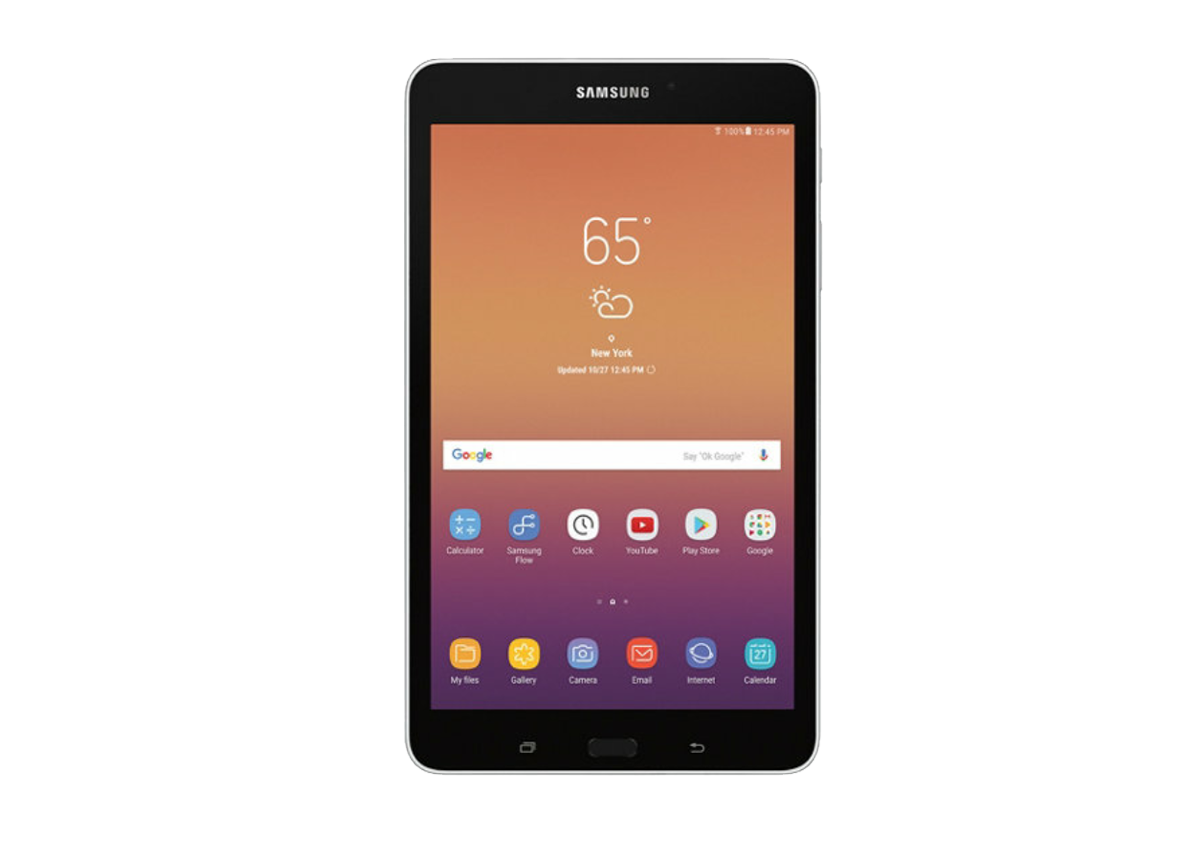 SAMSUNG
100% 12:45 PM
65°
New York
Updated 10/27 12:45 PM
Google Say "Ok Google"
Calculator Samsung Flow Clock YouTube Play Store Google
My files Gallery Camera Email Internet Calendar
27